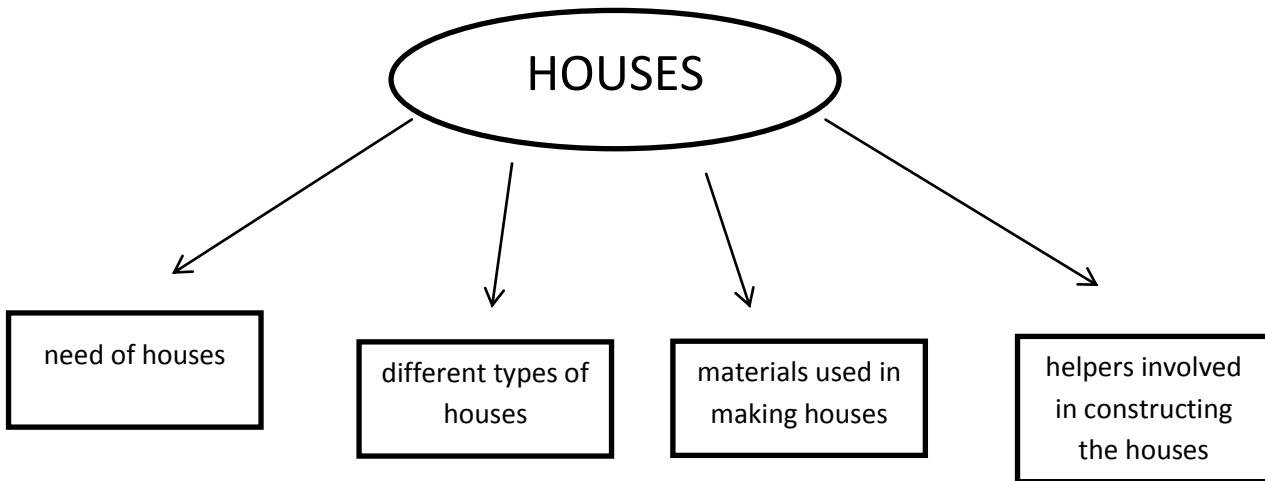 HOUSES
need of houses
different types of
houses
materials used in
making houses
helpers involved
in constructing
the houses